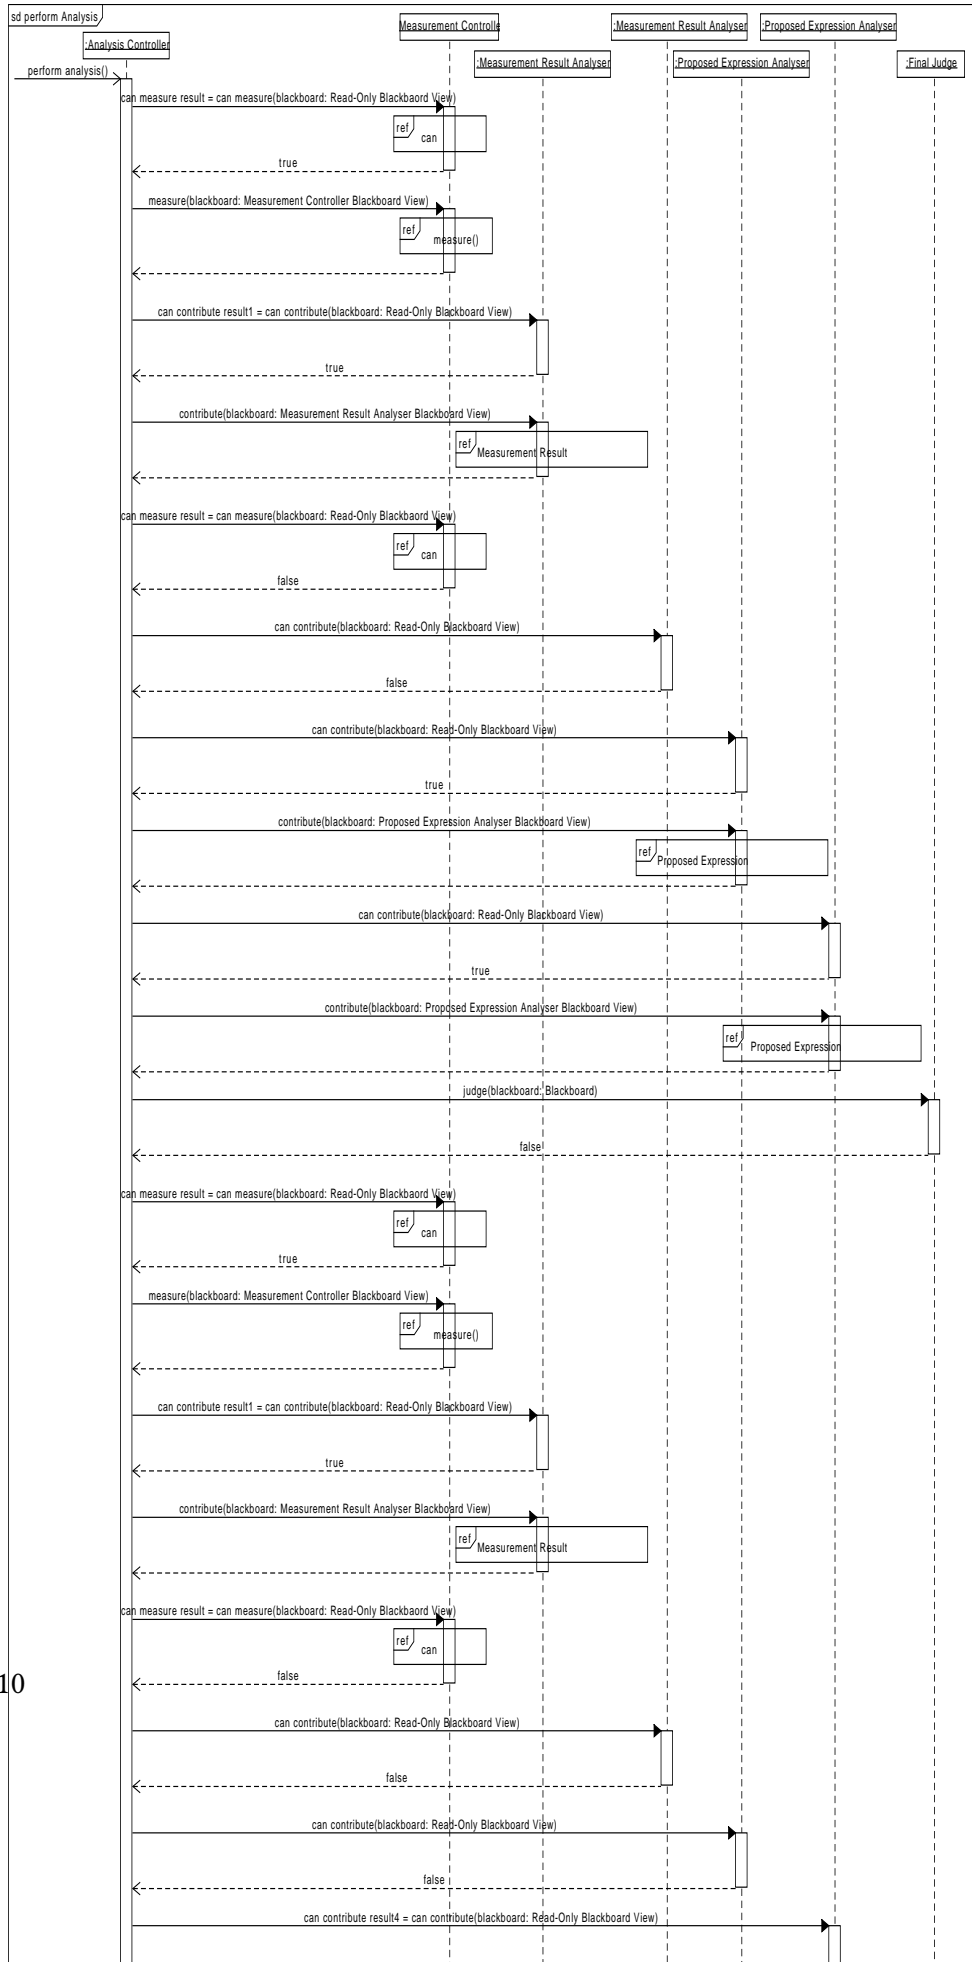 sd perform Analysis
Measurement Controlle
:Measurement Result Analyser
:Proposed Expression Analyser
:Analysis Controller
:Measurement Result Analyser
:Proposed Expression Analyser
:Final Judge
perform analysis()
can measure result = can measure(blackboard: Read-Only Blackbaord View)
ref
can
true
measure(blackboard: Measurement Controller Blackboard View)
ref
measure()
can contribute result1 = can contribute(blackboard: Read-Only Blackboard View)
true
contribute(blackboard: Measurement Result Analyser Blackboard View)
ref
Measurement Result
can measure result = can measure(blackboard: Read-Only Blackbaord View)
ref
can
false
can contribute(blackboard: Read-Only Blackboard View)
false
can contribute(blackboard: Read-Only Blackboard View)
true
contribute(blackboard: Proposed Expression Analyser Blackboard View)
ref
Proposed Expression
can contribute(blackboard: Read-Only Blackboard View)
true
contribute(blackboard: Proposed Expression Analyser Blackboard View)
ref
Proposed Expression
judge(blackboard: Blackboard)
false
can measure result = can measure(blackboard: Read-Only Blackbaord View)
ref
can
true
measure(blackboard: Measurement Controller Blackboard View)
ref
measure()
can contribute result1 = can contribute(blackboard: Read-Only Blackboard View)
true
contribute(blackboard: Measurement Result Analyser Blackboard View)
ref
Measurement Result
can measure result = can measure(blackboard: Read-Only Blackbaord View)
ref
can
false
10
can contribute(blackboard: Read-Only Blackboard View)
false
can contribute(blackboard: Read-Only Blackboard View)
false
can contribute result4 = can contribute(blackboard: Read-Only Blackboard View)